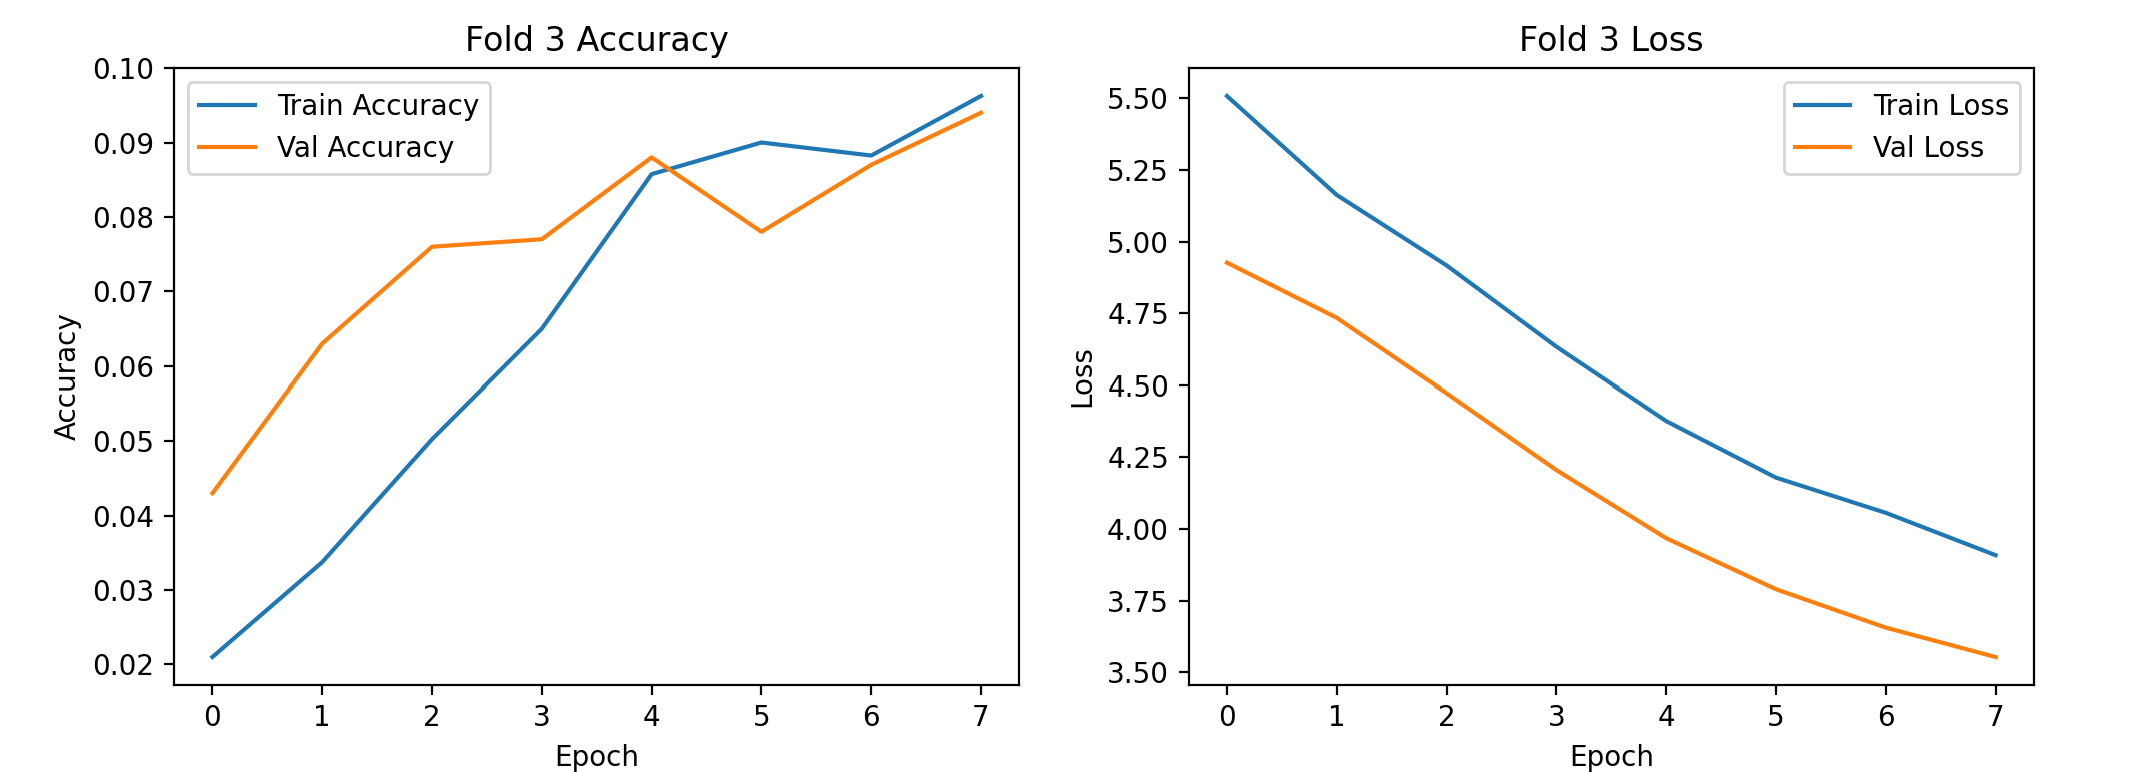 Fold 3 Accuracy
0.10
0.09
0.08
0.07
0.06
0.05
0.04
0.03
0.02
Accuracy
Train Accuracy
Val Accuracy
0 1 2 3 4 5 6 7
Epoch
Fold 3 Loss
5.50
5.25
5.00
4.75
4.50
4.25
4.00
3.75
3.50
Loss
Train Loss
Val Loss
0 1 2 3 4 5 6 7
Epoch